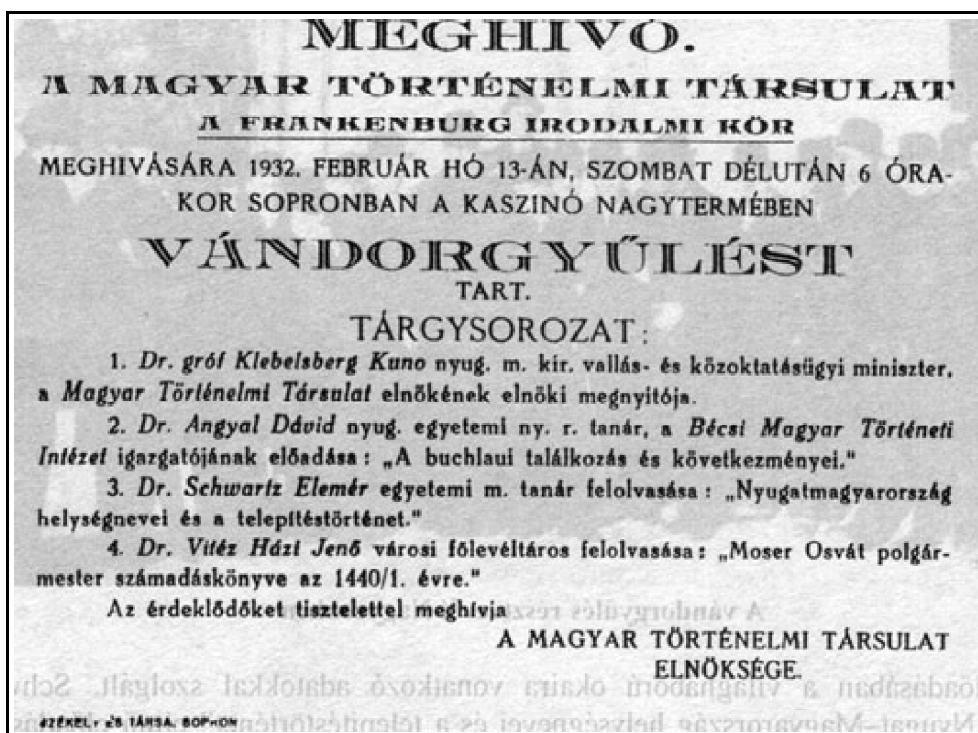 MEGHIVÓ.
A MAGYAR TÖRTÉNELMI TÁRSULAT
A FRANKENBURG IRODALMI KÖR
MEGHIVÁSÁRA 1932. FEBRUÁR HÓ 13-ÁN, SZOMBAT DÉLUTÁN 6 ÓRA-
KOR SOPRONBAN A KASZINÓ NAGYTERMÉBEN
VÁNDORGYŰLÉST
TART.
TÁRGYSOROZAT:
1. Dr. gróf Klebelsberg Kuno nyug. m. kir. vallás- és közoktatásügyi miniszter,
a Magyar Történelmi Társulat elnökének elnöki megnyitója.
2. Dr. Angyal Dávid nyug. egyetemi ny. r. tanár, a Bécsi Magyar Történeti
Intézet igazgatójának előadása: „A buchlaui találkozás és következményei."
3. Dr. Schwartz Elemér egyetemi m. tanár felolvasása: „Nyugatmagyarország
helységnevei és a telepítéstörténet."
4. Dr. Vitéz Házi Jenő városi főlevéltáros felolvasása: „Moser Osvát polgár-
mester számadáskönyve az 1440/1. évre."
Az érdeklődőket tisztelettel meghívja
A MAGYAR TÖRTÉNELMI TÁRSULAT
ELNÖKSÉGE.
A vándorgyűlés
lőadásában a világháború okaira vonatkozó adatokkal szolgált. Schw
Nyugat-Magyarország helységnevei és a telepítéstörténet
ÉS TÁRSA.